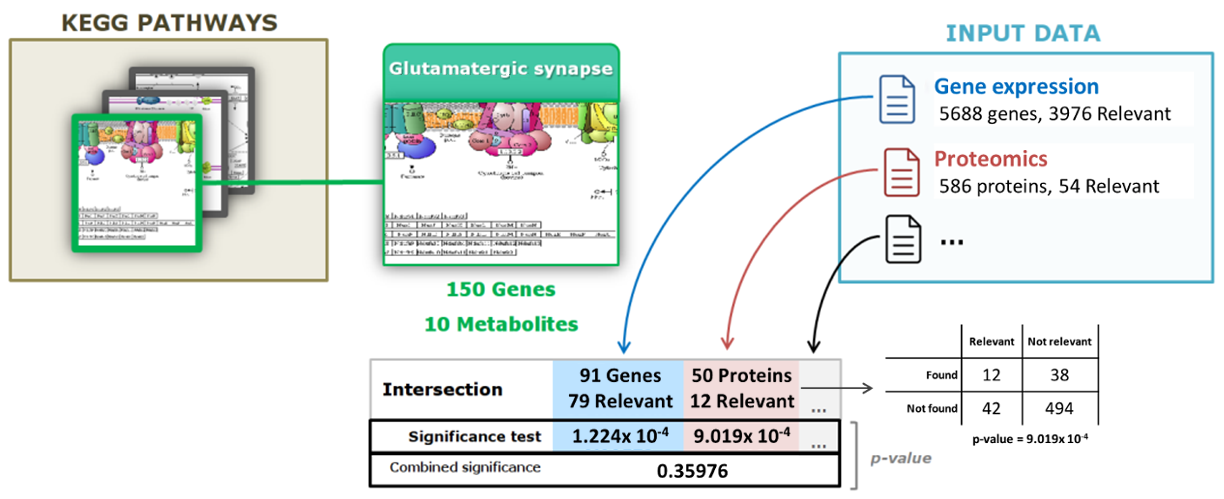 KEGG PATHWAYS
Glutamatergic synapse
150 Genes
10 Metabolites
INPUT DATA
Gene expression
5688 genes, 3976 Relevant
Proteomics
586 proteins, 54 Relevant
...
Intersection
91 Genes
79 Relevant
50 Proteins
12 Relevant
...
Significance test
1.224x 10-4
9.019x 10-4
...
Combined significance
0.35976
p-value
Relevant Not relevant
Found 12 38
Not found 42 494
p-value = 9.019x 10-4